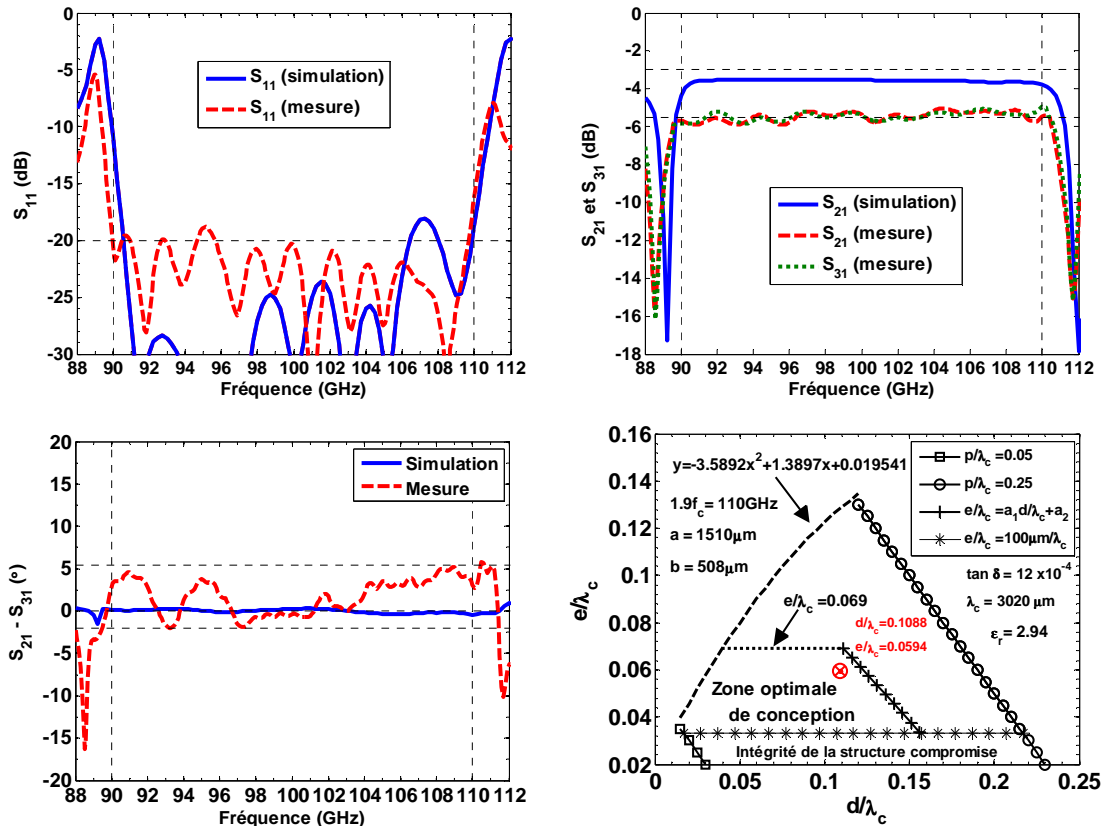 0
-5
-10
-15
-20
-25
-30
S11 (dB)
S11 (simulation)
S11 (mesure)
88 90 92 94 96 98 100 102 104 106 108 110 112
Fréquence (GHz)
0
-2
-4
-6
-8
-10
-12
-14
-16
-18
S21 et S31 (dB)
S21 (simulation)
S21 (mesure)
S31 (mesure)
88 90 92 94 96 98 100 102 104 106 108 110 112
Fréquence (GHz)
20
15
10
5
0
-5
-10
-15
-20
S21 - S31 (º)
Simulation
Mesure
88 90 92 94 96 98 100 102 104 106 108 110 112
Fréquence (GHz)
0.16
0.14
0.12
0.1
0.08
0.06
0.04
0.02
e/λc
y=-3.5892x²+1.3897x+0.019541
1.9fc = 110GHz
a = 1510μm
b = 508μm
p/λc =0.05
p/λc =0.25
e/λc=a1d/λc+a2
e/λc=100μm/λc
tan δ = 12 x10⁻⁴
λc = 3020 μm
εr = 2.94
e/λc =0.069
d/λc=0.1088
e/λc=0.0594
Zone optimale
de conception
Intégrité de la structure compromise
0 0.05 0.1 0.15 0.2 0.25
d/λc